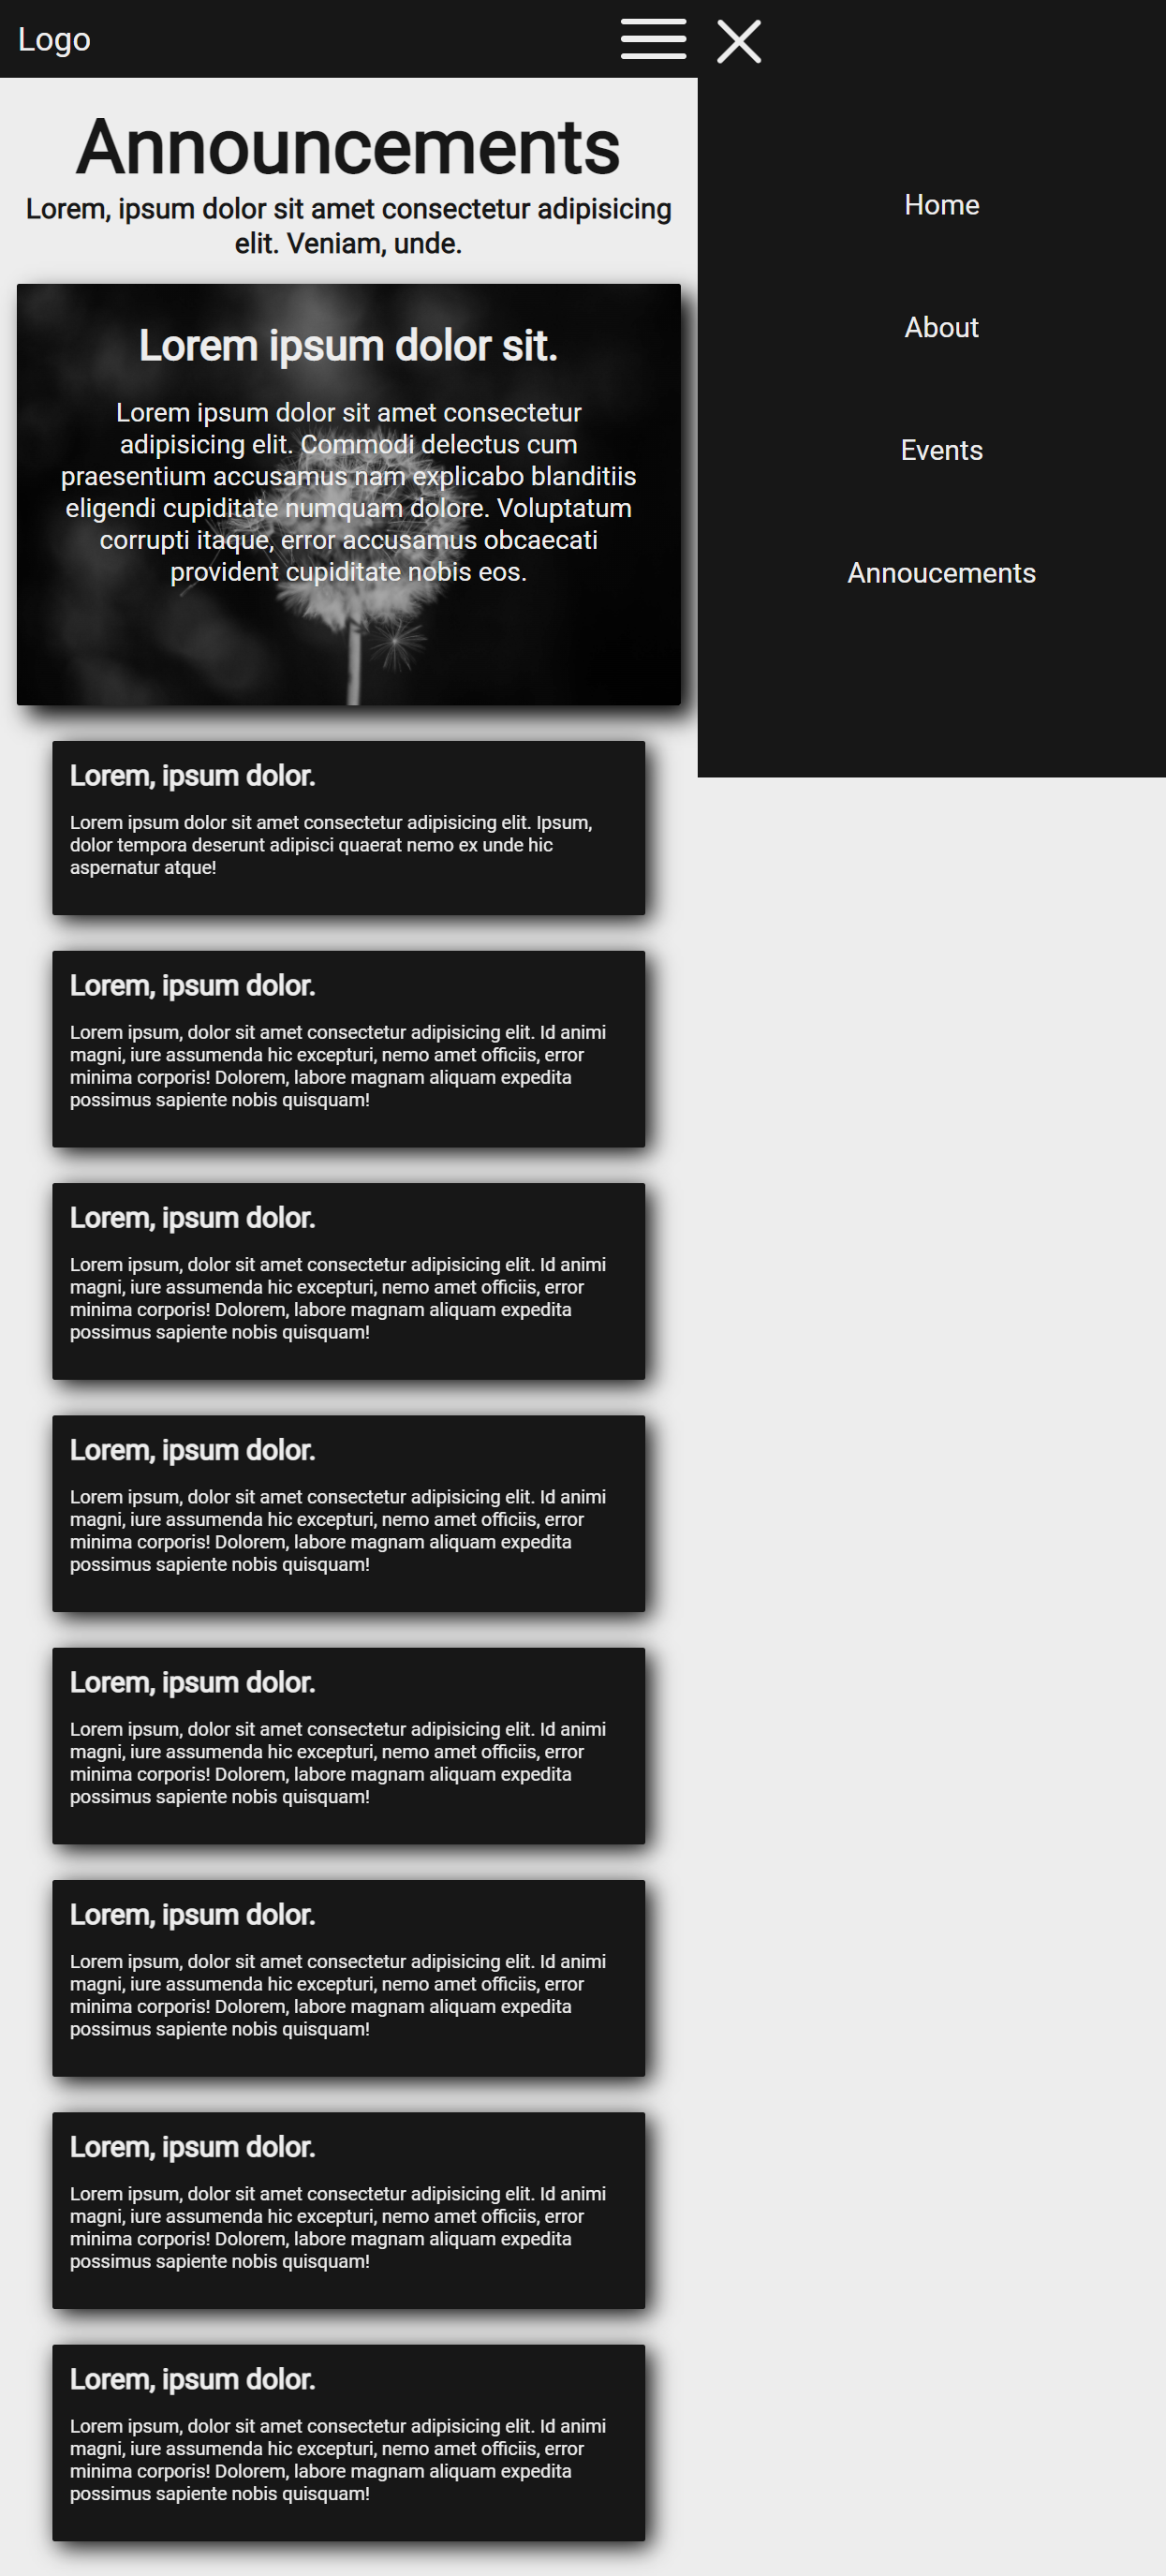 Logo
Announcements
Lorem, ipsum dolor sit amet consectetur adipisicing
elit. Veniam, unde.
Lorem ipsum dolor sit.
Lorem ipsum dolor sit amet consectetur
adipisicing elit. Commodi delectus cum
praesentium accusamus nam explicabo blanditiis
eligendi cupiditate numquam dolore. Voluptatum
corrupti itaque, error accusamus obcaecati
provident cupiditate nobis eos.
Lorem, ipsum dolor.
Lorem ipsum dolor sit amet consectetur adipisicing elit. Ipsum,
dolor tempora deserunt adipisci quaerat nemo ex unde hic
aspernatur atque!
Lorem, ipsum dolor.
Lorem ipsum, dolor sit amet consectetur adipisicing elit. Id animi
magni, iure assumenda hic excepturi, nemo amet officiis, error
minima corporis! Dolorem, labore magnam aliquam expedita
possimus sapiente nobis quisquam!
Lorem, ipsum dolor.
Lorem ipsum, dolor sit amet consectetur adipisicing elit. Id animi
magni, iure assumenda hic excepturi, nemo amet officiis, error
minima corporis! Dolorem, labore magnam aliquam expedita
possimus sapiente nobis quisquam!
Lorem, ipsum dolor.
Lorem ipsum, dolor sit amet consectetur adipisicing elit. Id animi
magni, iure assumenda hic excepturi, nemo amet officiis, error
minima corporis! Dolorem, labore magnam aliquam expedita
possimus sapiente nobis quisquam!
Lorem, ipsum dolor.
Lorem ipsum, dolor sit amet consectetur adipisicing elit. Id animi
magni, iure assumenda hic excepturi, nemo amet officiis, error
minima corporis! Dolorem, labore magnam aliquam expedita
possimus sapiente nobis quisquam!
Lorem, ipsum dolor.
Lorem ipsum, dolor sit amet consectetur adipisicing elit. Id animi
magni, iure assumenda hic excepturi, nemo amet officiis, error
minima corporis! Dolorem, labore magnam aliquam expedita
possimus sapiente nobis quisquam!
Lorem, ipsum dolor.
Lorem ipsum, dolor sit amet consectetur adipisicing elit. Id animi
magni, iure assumenda hic excepturi, nemo amet officiis, error
minima corporis! Dolorem, labore magnam aliquam expedita
possimus sapiente nobis quisquam!
Lorem, ipsum dolor.
Lorem ipsum, dolor sit amet consectetur adipisicing elit. Id animi
magni, iure assumenda hic excepturi, nemo amet officiis, error
minima corporis! Dolorem, labore magnam aliquam expedita
possimus sapiente nobis quisquam!
Home
About
Events
Annoucements